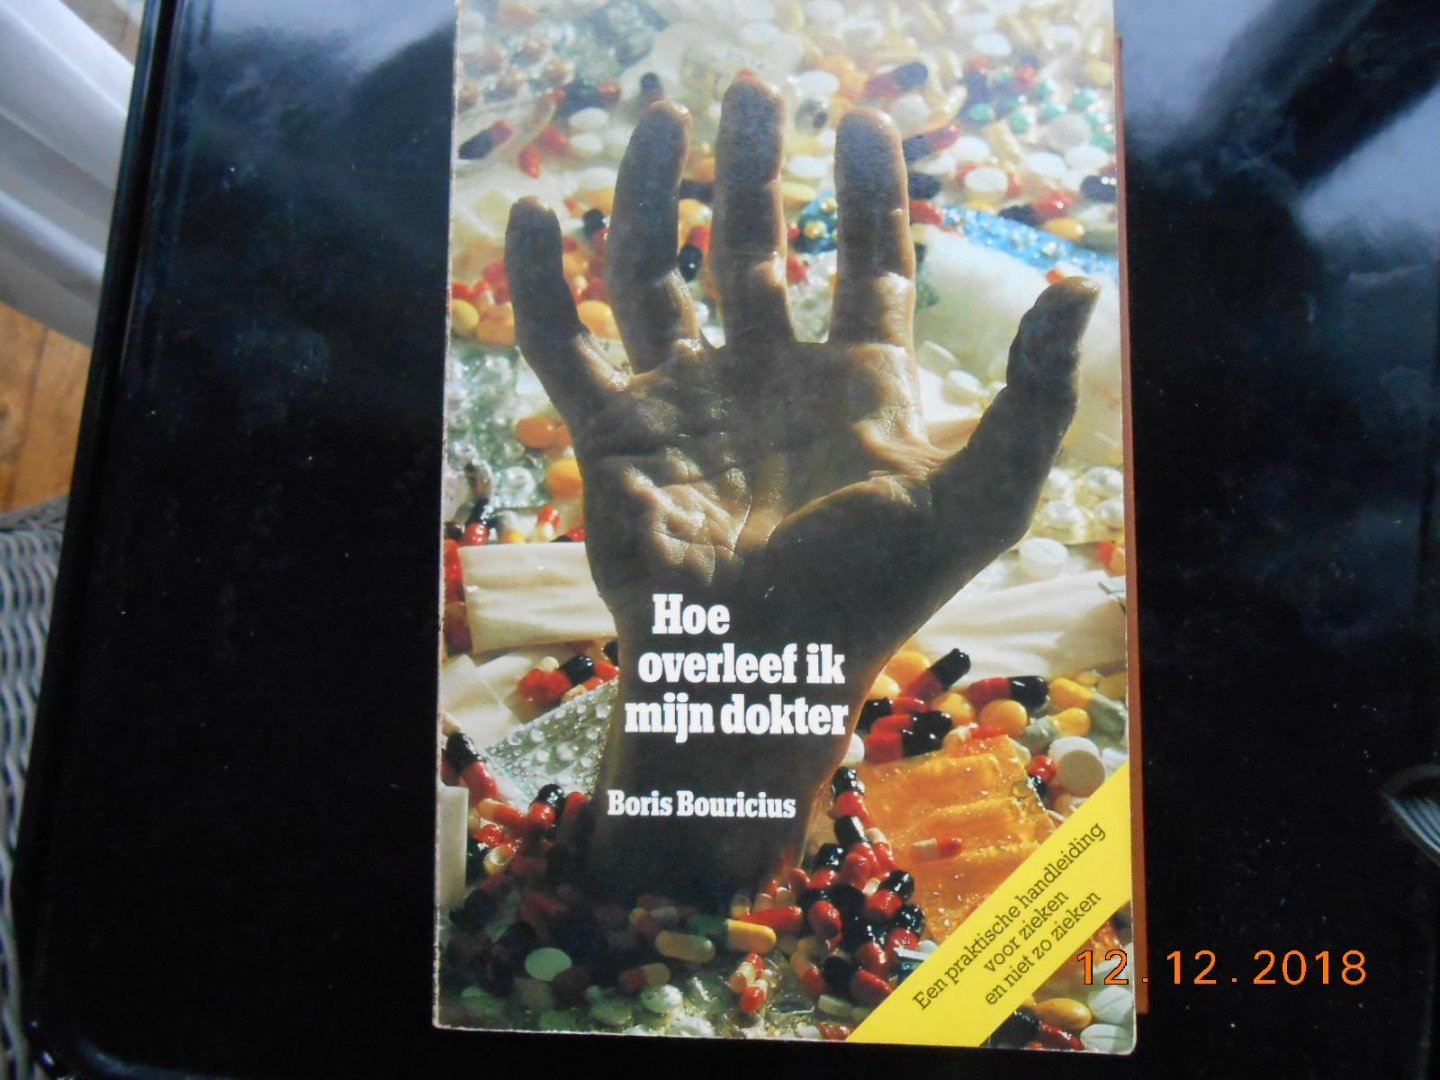 Hoe
overleef ik
mijn dokter
Boris Bouricius
Een praktische handleiding
voor zieken
en niet zo zieken
12.12.2018